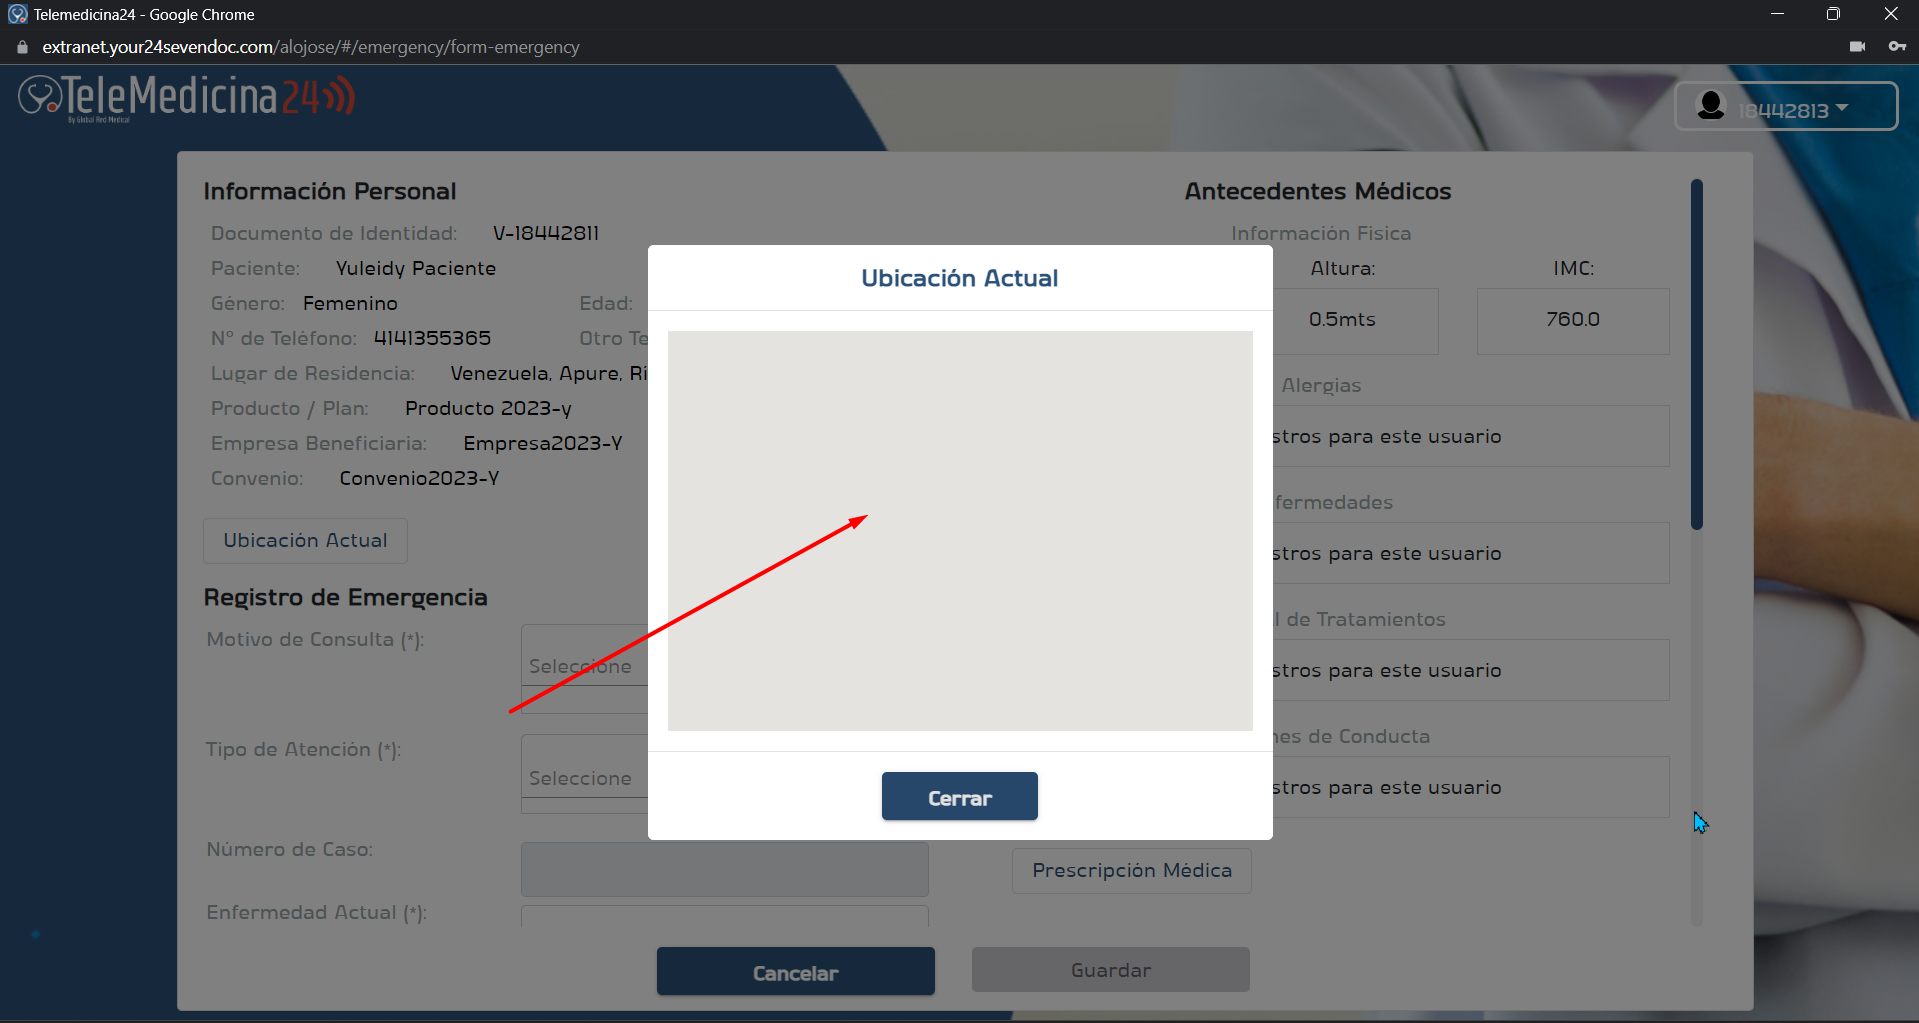 Telemedicina24 - Google Chrome
extranet.your24sevendoc.com/alojose/#/emergency/form-emergency
TeleMedicina 24
By Global Red Medical
18442813
Información Personal
Documento de Identidad: V-18442811
Paciente: Yuleidy Paciente
Género: Femenino Edad:
N° de Teléfono: 4141355365 Otro Te
Lugar de Residencia: Venezuela, Apure, Ri
Producto / Plan: Producto 2023-y
Empresa Beneficiaria: Empresa2023-Y
Convenio: Convenio2023-Y
Ubicación Actual
Registro de Emergencia
Motivo de Consulta (*):
Seleccione
Tipo de Atención (*):
Seleccione
Número de Caso:
Enfermedad Actual (*):
Ubicación Actual
Cerrar
Antecedentes Médicos
Información Fisica
Altura: IMC:
0.5mts 760.0
Alergias
stros para este usuario
fermedades
stros para este usuario
l de Tratamientos
stros para este usuario
nes de Conducta
stros para este usuario
Prescripción Médica
Cancelar Guardar